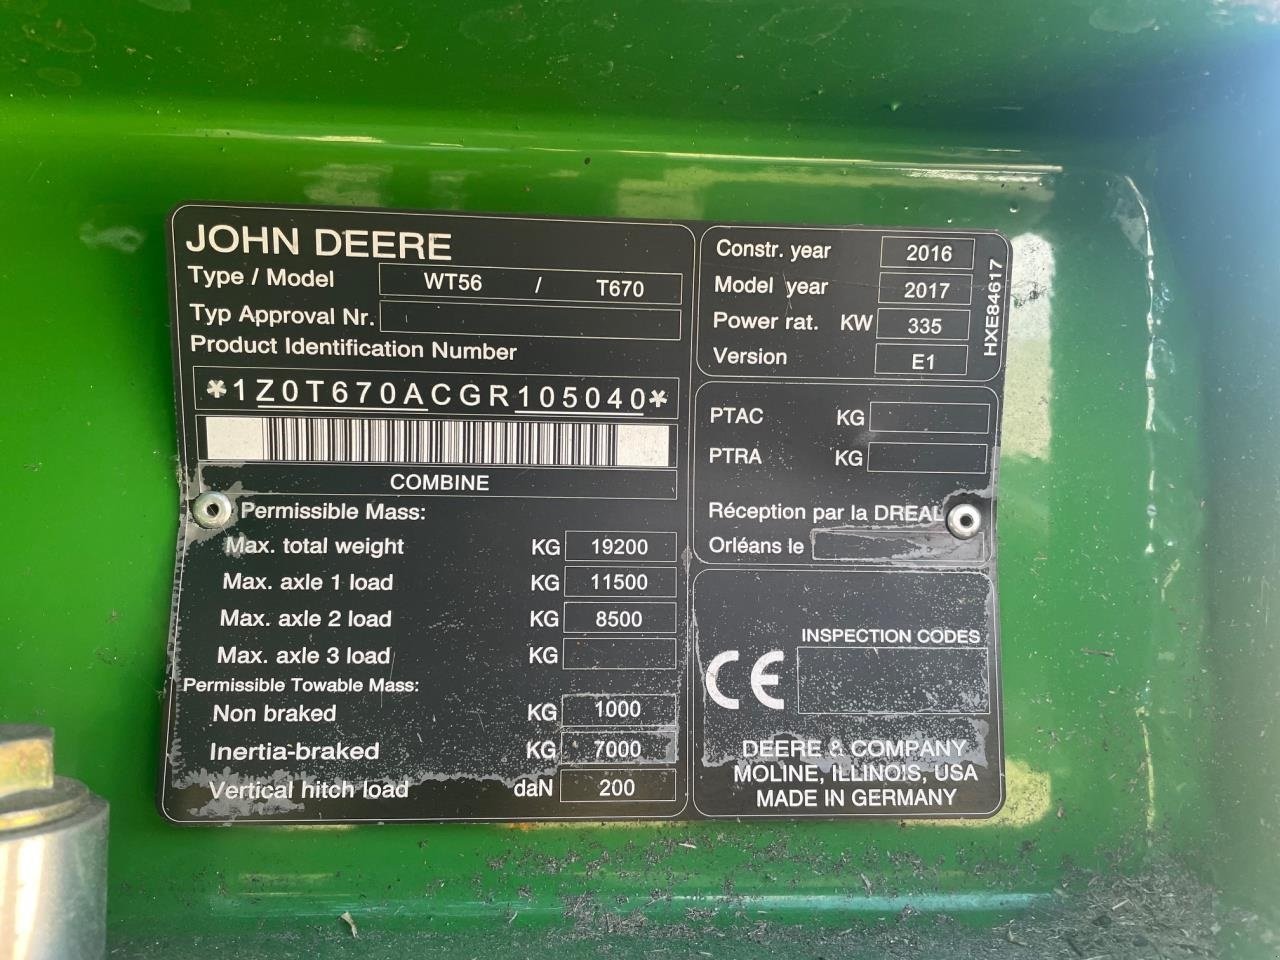 JOHN DEERE
Type / Model WT56 / T670
Typ Approval Nr.
Product Identification Number
*1Z0T670ACGR105040*
COMBINE
Permissible Mass:
Max. total weight KG 19200
Max. axle 1 load KG 11500
Max. axle 2 load KG 8500
Max. axle 3 load KG
Permissible Towable Mass:
Non braked KG 1000
Inertia-braked KG 7000
Vertical hitch load daN 200
Constr. year 2016
Model year 2017
Power rat. KW 335
Version E1
HXE84617
PTAC KG
PTRA KG
Réception par la DREAL
Orléans le
INSPECTION CODES
CE
DEERE & COMPANY
MOLINE, ILLINOIS, USA
MADE IN GERMANY